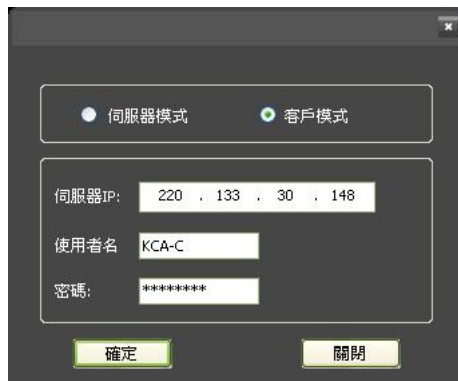 伺服器模式 客戶模式
伺服器IP: 220 . 133 . 30 . 148
使用者名 KCA-C
密碼: ********
確定 關閉